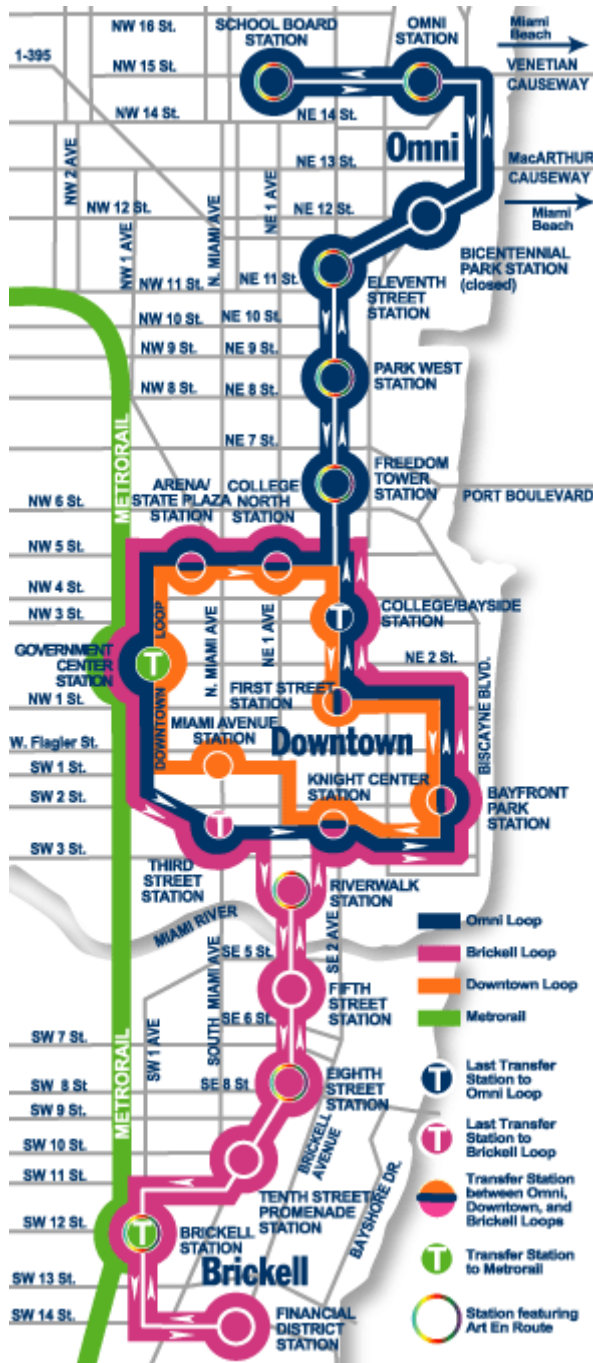 NW 16 St.
SCHOOL BOARD
STATION
OMNI
STATION
Miami
Beach
1-395
NW 15 St.
VENETIAN
CAUSEWAY
NW 14 St.
NE 14 St.
Omni
NW 2 AVE
NE 13 St.
MacARTHUR
CAUSEWAY
NW 1 AVE
N. MIAMI AVE
NE 1 AVE
NW 12 St.
NE 12 St.
Miami
Beach
BICENTENNIAL
PARK STATION
(closed)
NW 11 St.
NE 11 St.
ELEVENTH
STREET
STATION
NW 10 St.
NE 10 St.
NW 9 St.
NE 9 St.
NW 8 St.
NE 8 St.
PARK WEST
STATION
METRORAIL
NE 7 St.
FREEDOM
TOWER
STATION
ARENA/
STATE PLAZA
STATION
COLLEGE
NORTH
STATION
NW 6 St.
PORT BOULEVARD
NW 5 St.
NW 4 St.
NW 3 St.
COLLEGE/BAYSIDE
STATION
DOWNTOWN LOOP
N. MIAMI AVE
NE 1 AVE
GOVERNMENT
CENTER
STATION
T
T
NE 2 St.
NW 1 St.
FIRST STREET
STATION
BISCAYNE BLVD.
MIAMI AVENUE
STATION
Downtown
W. Flagler St.
SW 1 St.
KNIGHT CENTER
STATION
SW 2 St.
T
BAYFRONT
PARK
STATION
SW 3 St.
THIRD
STREET
STATION
RIVERWALK
STATION
MIAMI RIVER
SE 2 AVE
Omni Loop
SE 5 St.
Brickell Loop
SOUTH MIAMI AVE
FIFTH
STREET
STATION
Downtown Loop
SE 6 St.
Metrorail
SW 7 St.
METRORAIL
SW 1 AVE
SW 8 St
SE 8 St
EIGHTH
STREET
STATION
T
Last Transfer
Station to
Omni Loop
SW 9 St.
BRICKELL
AVENUE
T
Last Transfer
Station to
Brickell Loop
SW 10 St.
SW 11 St.
TENTH STREET
PROMENADE
STATION
BAYSHORE DR.
Transfer Station
between Omni,
Downtown, and
Brickell Loops
SW 12 St.
T
BRICKELL
STATION
Brickell
T
Transfer Station
to Metrorail
SW 13 St.
SW 14 St.
FINANCIAL
DISTRICT
STATION
Station featuring
Art En Route